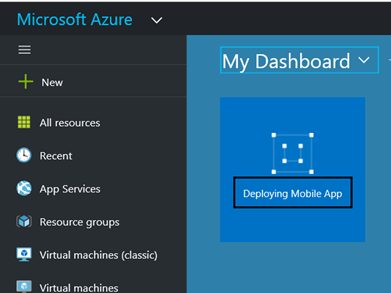 Microsoft Azure
New
All resources
Recent
App Services
Resource groups
Virtual machines (classic)
Virtual machines
My Dashboard
Deploying Mobile App